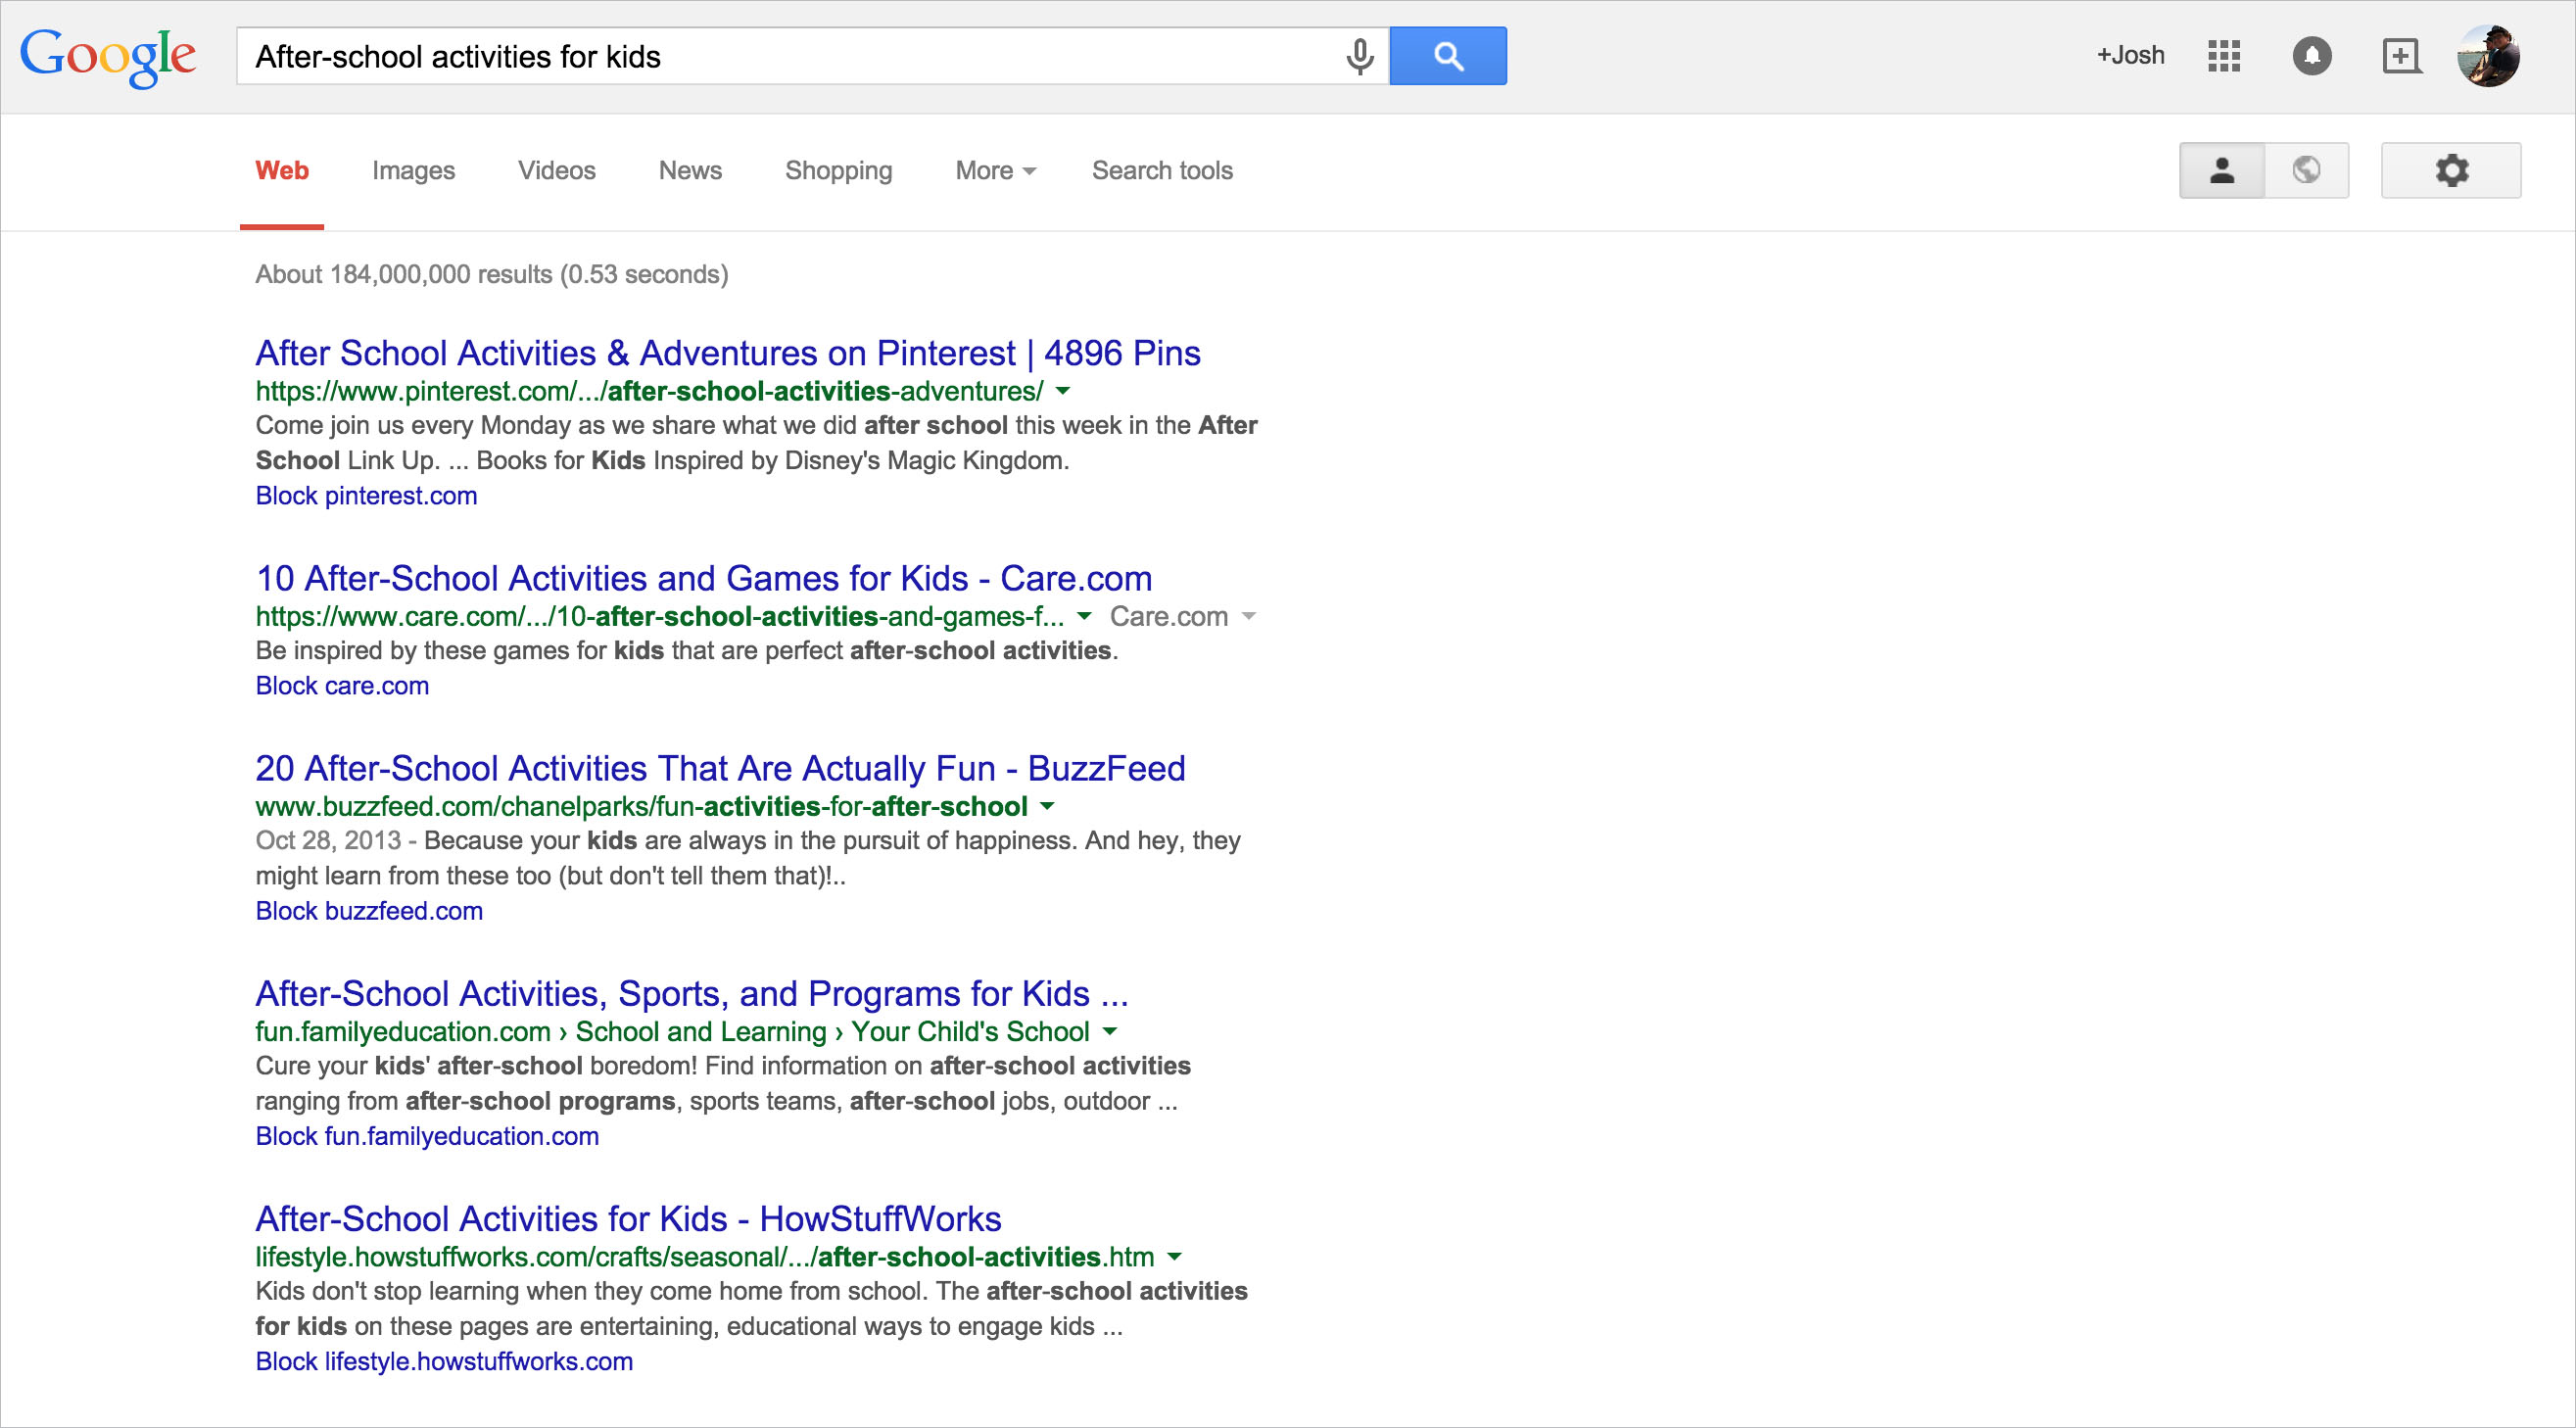 Google
After-school activities for kids
+Josh
Web Images Videos News Shopping More Search tools
About 184,000,000 results (0.53 seconds)
After School Activities & Adventures on Pinterest | 4896 Pins
https://www.pinterest.com/.../after-school-activities-adventures/
Come join us every Monday as we share what we did after school this week in the After
School Link Up. ... Books for Kids Inspired by Disney's Magic Kingdom.
Block pinterest.com
10 After-School Activities and Games for Kids - Care.com
https://www.care.com/.../10-after-school-activities-and-games-f... Care.com
Be inspired by these games for kids that are perfect after-school activities.
Block care.com
20 After-School Activities That Are Actually Fun - BuzzFeed
www.buzzfeed.com/chanelparks/fun-activities-for-after-school
Oct 28, 2013 - Because your kids are always in the pursuit of happiness. And hey, they
might learn from these too (but don't tell them that)!..
Block buzzfeed.com
After-School Activities, Sports, and Programs for Kids ...
fun.familyeducation.com › School and Learning › Your Child's School
Cure your kids' after-school boredom! Find information on after-school activities
ranging from after-school programs, sports teams, after-school jobs, outdoor ...
Block fun.familyeducation.com
After-School Activities for Kids - HowStuffWorks
lifestyle.howstuffworks.com/crafts/seasonal/.../after-school-activities.htm
Kids don't stop learning when they come home from school. The after-school activities
for kids on these pages are entertaining, educational ways to engage kids ...
Block lifestyle.howstuffworks.com